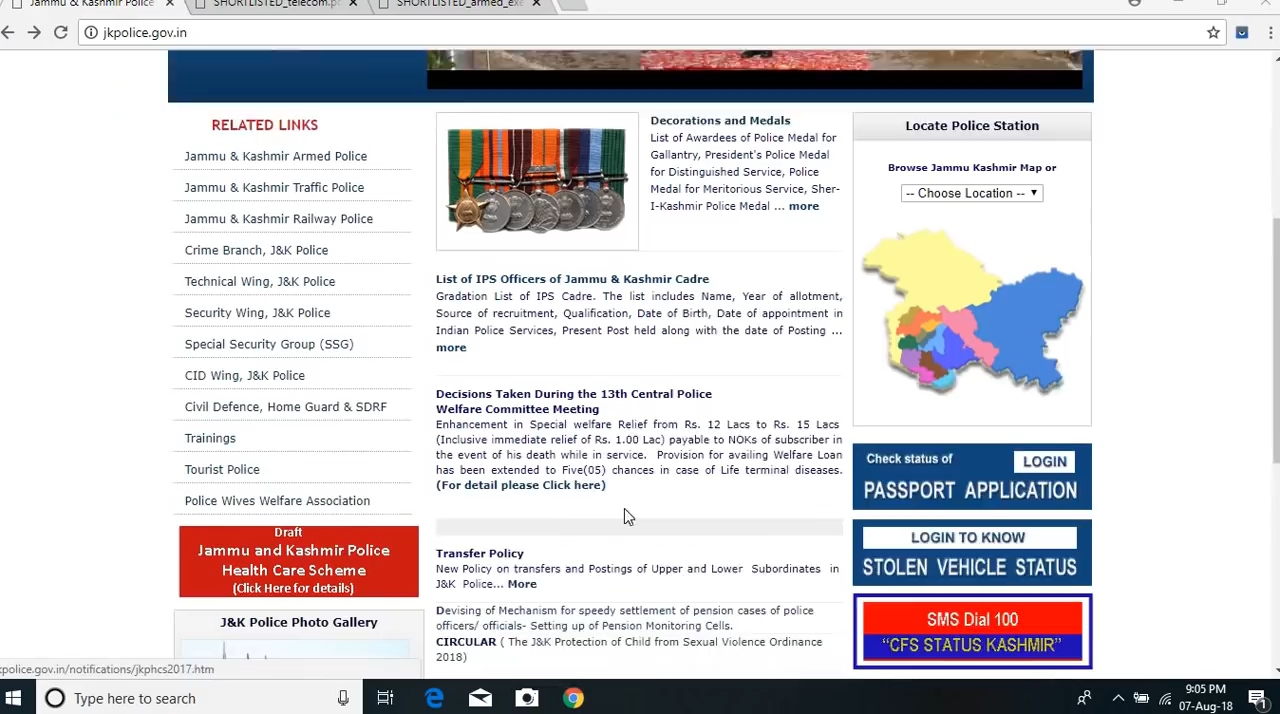 Jammu & Kashmir Police
SHORTLISTED_telecom.p
SHORTLISTED_armed_ex
jkpolice.gov.in
RELATED LINKS
Jammu & Kashmir Armed Police
Jammu & Kashmir Traffic Police
Jammu & Kashmir Railway Police
Crime Branch, J&K Police
Technical Wing, J&K Police
Security Wing, J&K Police
Special Security Group (SSG)
CID Wing, J&K Police
Civil Defence, Home Guard & SDRF
Trainings
Tourist Police
Police Wives Welfare Association
Draft
Jammu and Kashmir Police
Health Care Scheme
(Click Here for details)
J&K Police Photo Gallery
Decorations and Medals
List of Awardees of Police Medal for
Gallantry, President's Police Medal
for Distinguished Service, Police
Medal for Meritorious Service, Sher-
I-Kashmir Police Medal ... more
List of IPS Officers of Jammu & Kashmir Cadre
Gradation List of IPS Cadre. The list includes Name, Year of allotment,
Source of recruitment, Qualification, Date of Birth, Date of appointment in
Indian Police Services, Present Post held along with the date of Posting ...
more
Decisions Taken During the 13th Central Police
Welfare Committee Meeting
Enhancement in Special welfare Relief from Rs. 12 Lacs to Rs. 15 Lacs
(Inclusive immediate relief of Rs. 1.00 Lac) payable to NOKs of subscriber in
the event of his death while in service. Provision for availing Welfare Loan
has been extended to Five(05) chances in case of Life terminal diseases.
(For detail please Click here)
Transfer Policy
New Policy on transfers and Postings of Upper and Lower Subordinates in
J&K Police... More
Devising of Mechanism for speedy settlement of pension cases of police
officers/ officials- Setting up of Pension Monitoring Cells.
CIRCULAR ( The J&K Protection of Child from Sexual Violence Ordinance
2018)
Locate Police Station
Browse Jammu Kashmir Map or
-- Choose Location --
Check status of LOGIN
PASSPORT APPLICATION
LOGIN TO KNOW
STOLEN VEHICLE STATUS
SMS Dial 100
“CFS STATUS KASHMIR”
police.gov.in/notifications/jkphcs2017.htm
Type here to search
9:05 PM
07-Aug-18
1